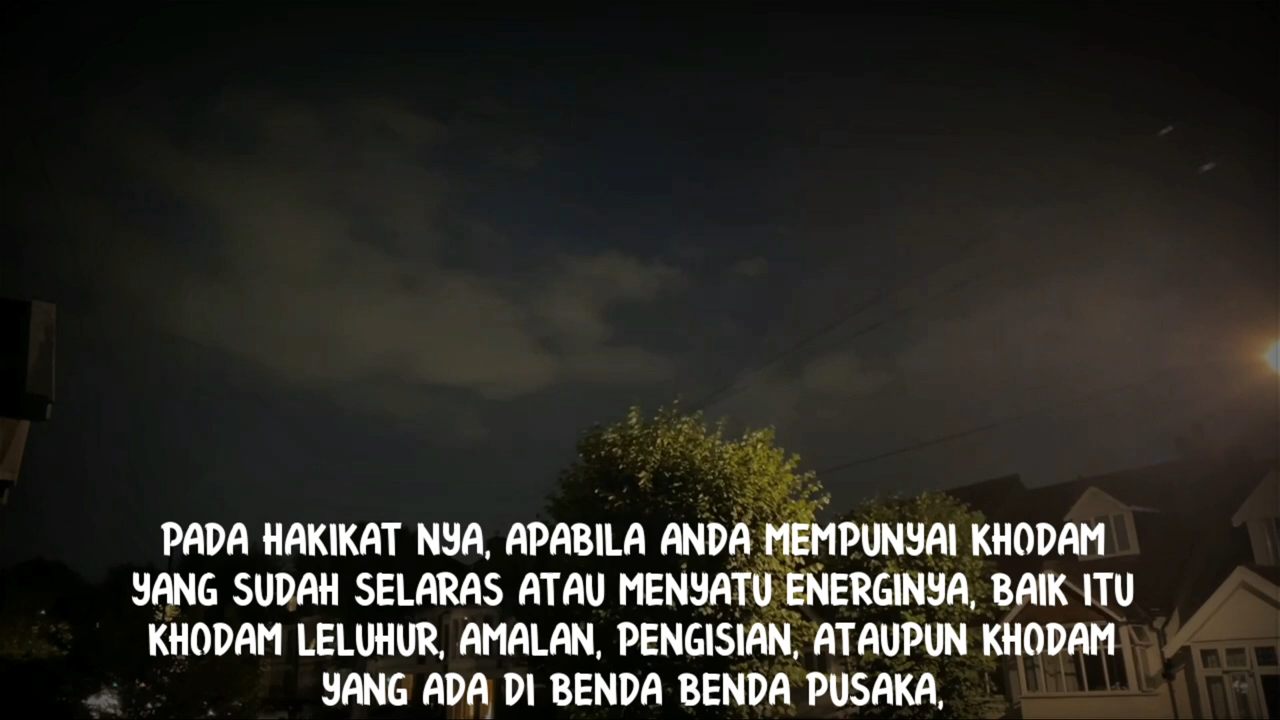 PADA HAKIKAT NYA, APABILA ANDA MEMPUNYAI KHODAM
YANG SUDAH SELARAS ATAU MENYATU ENERGINYA, BAIK ITU
KHODAM LELUHUR, AMALAN, PENGISIAN, ATAUPUN KHODAM
YANG ADA DI BENDA BENDA PUSAKA,